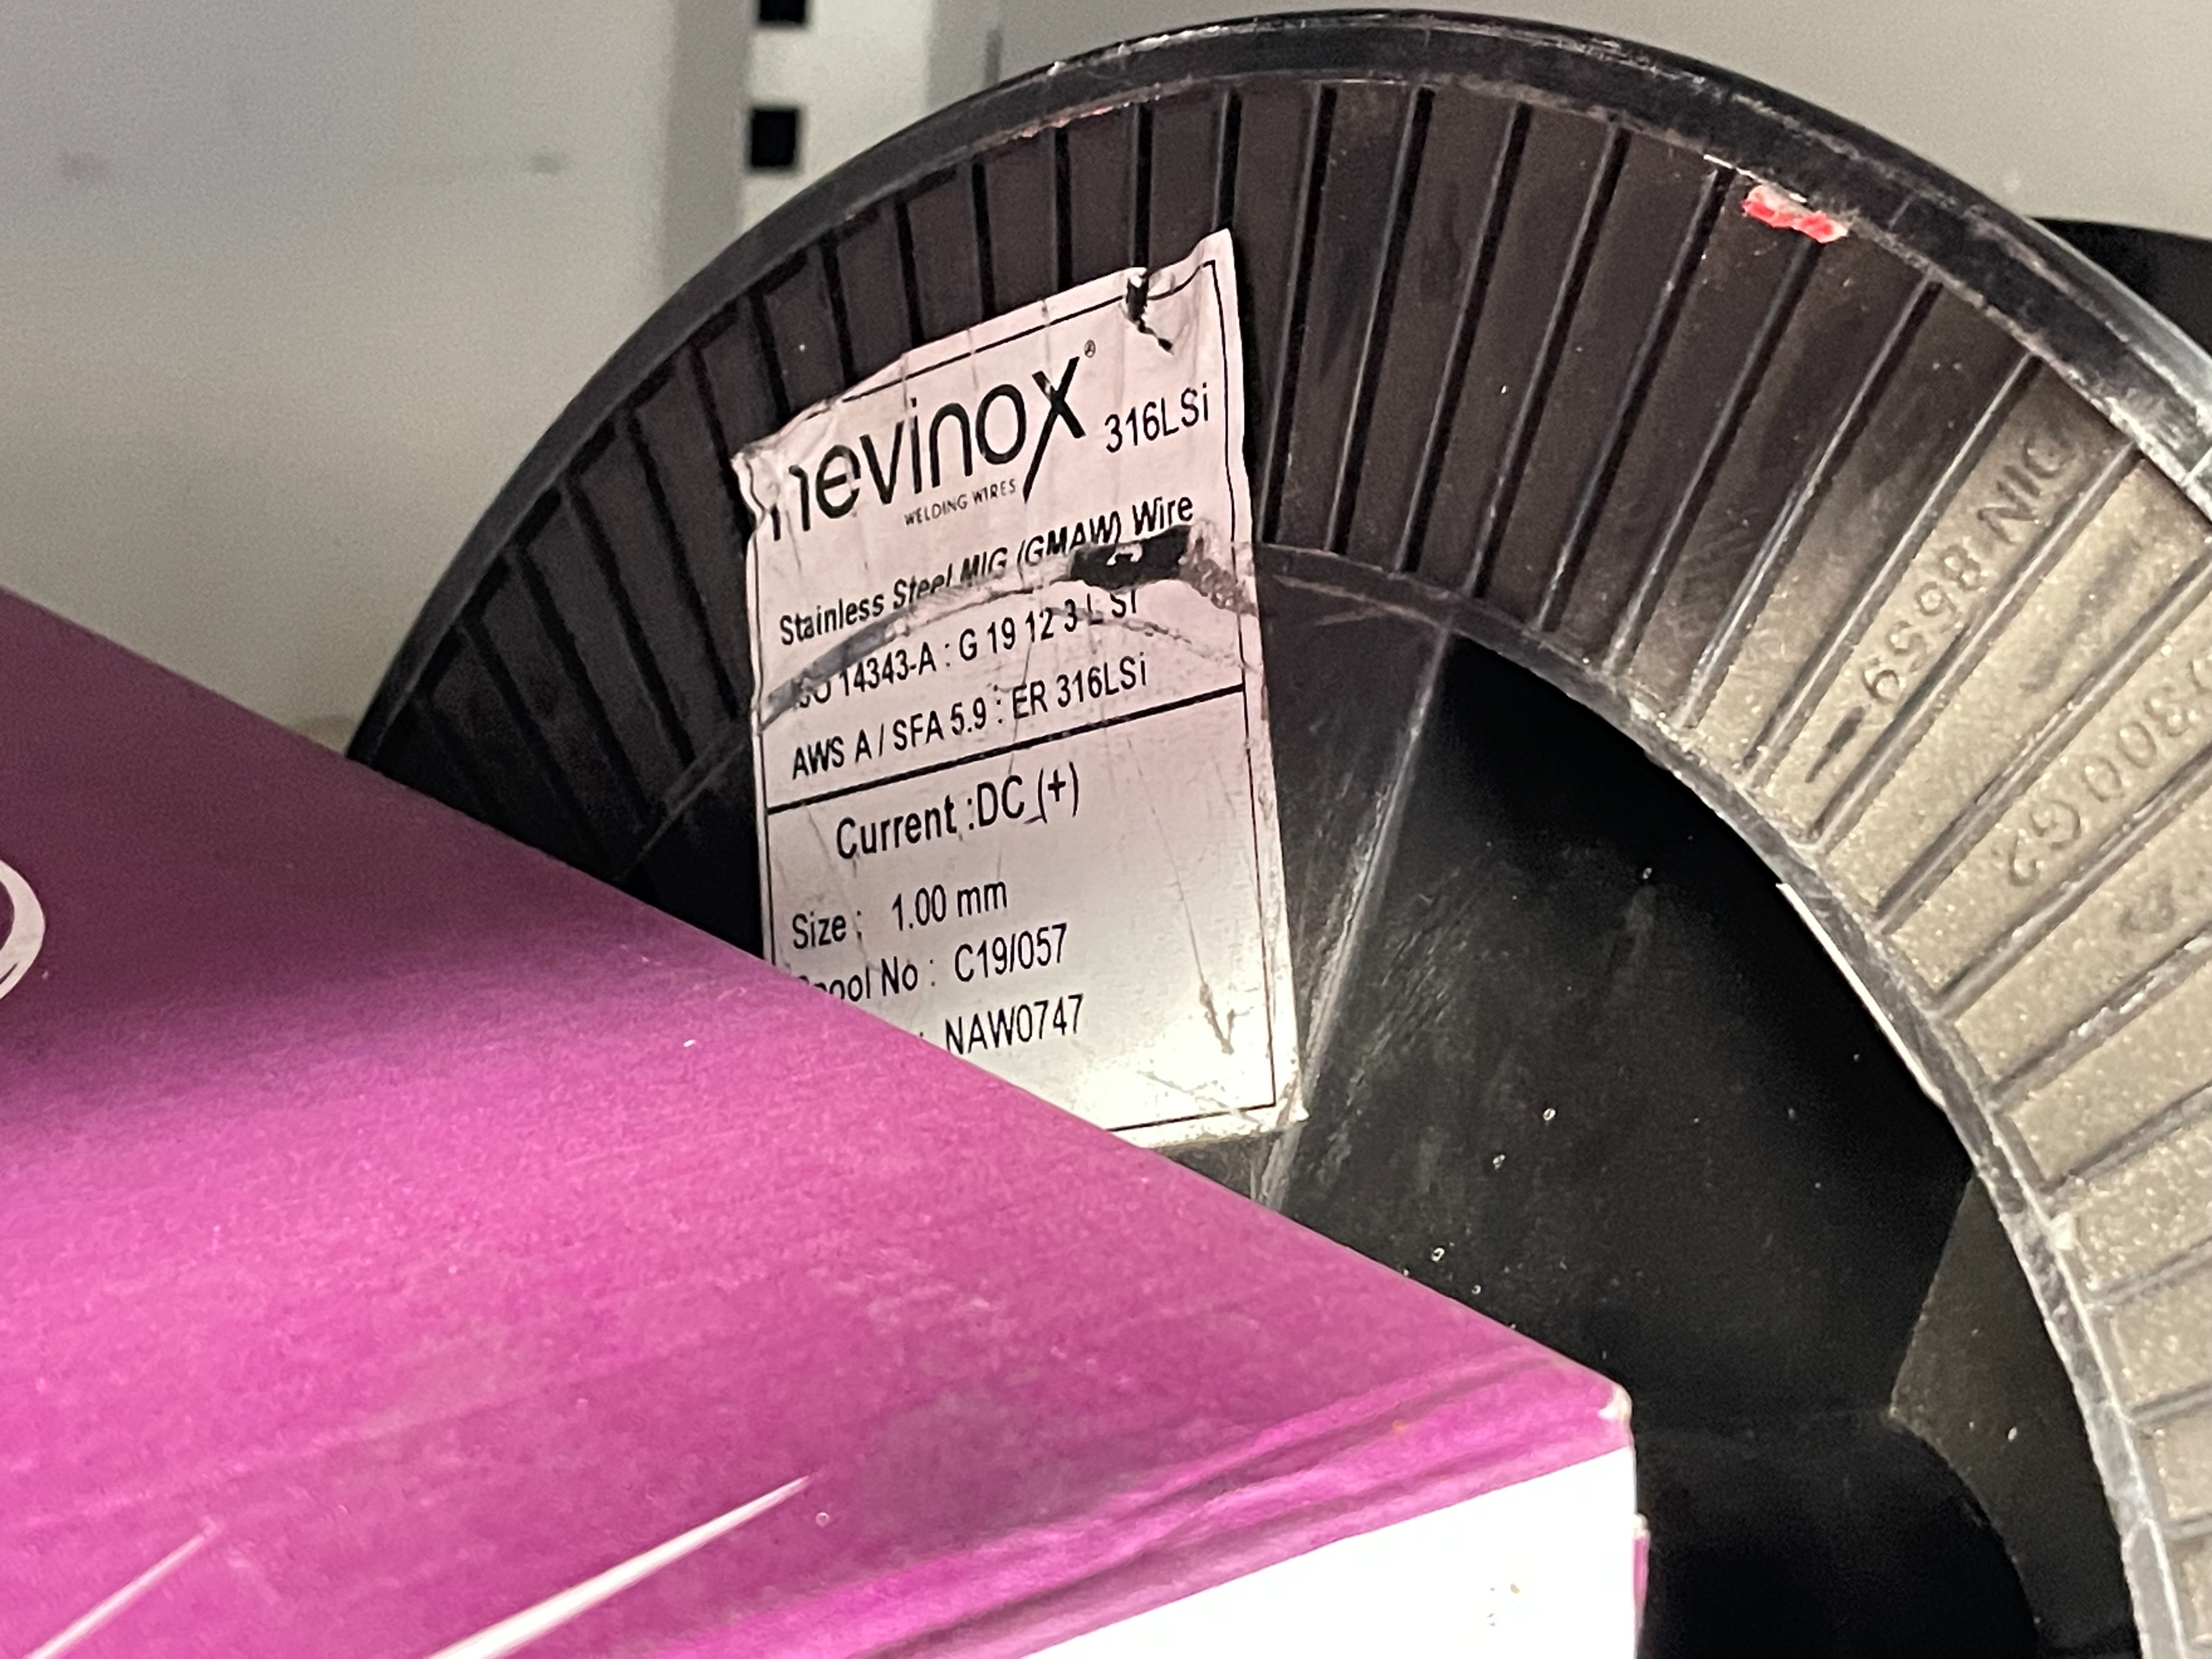 nevinox® 316LSi
WELDING WIRES
Stainless Steel MIG (GMAW) Wire
ISO 14343-A : G 19 12 3 L Si
AWS A / SFA 5.9 : ER 316LSi
Current :DC (+)
Size : 1.00 mm
Spool No : C19/057
: NAW0747
DIN 8559-